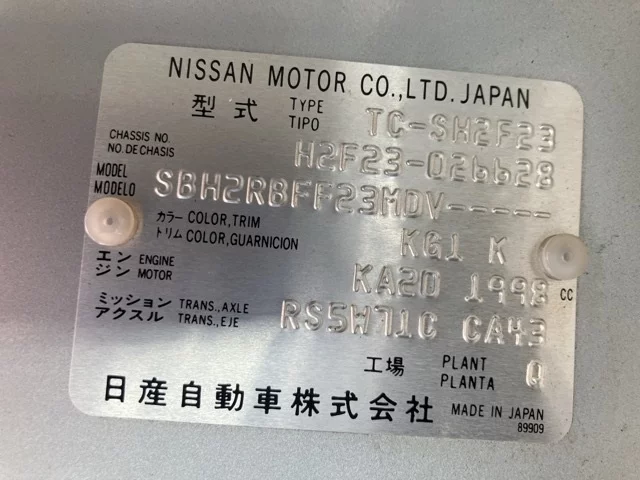 NISSAN MOTOR CO.,LTD. JAPAN
型式 TYPE TIPO TC-SH2F23
CHASSIS NO. NO. DE CHASIS H2F23-026628
MODEL MODELO SBH2RBFF23MDV-----
カラー COLOR, TRIM トリム COLOR, GUARNICION KG1 K
エンジン ENGINE MOTOR KA20 1998 CC
ミッション TRANS., AXLE アクスル TRANS., EJE RS5W71C CA43
工場 PLANT PLANTA Q
日産自動車株式会社 MADE IN JAPAN
89909